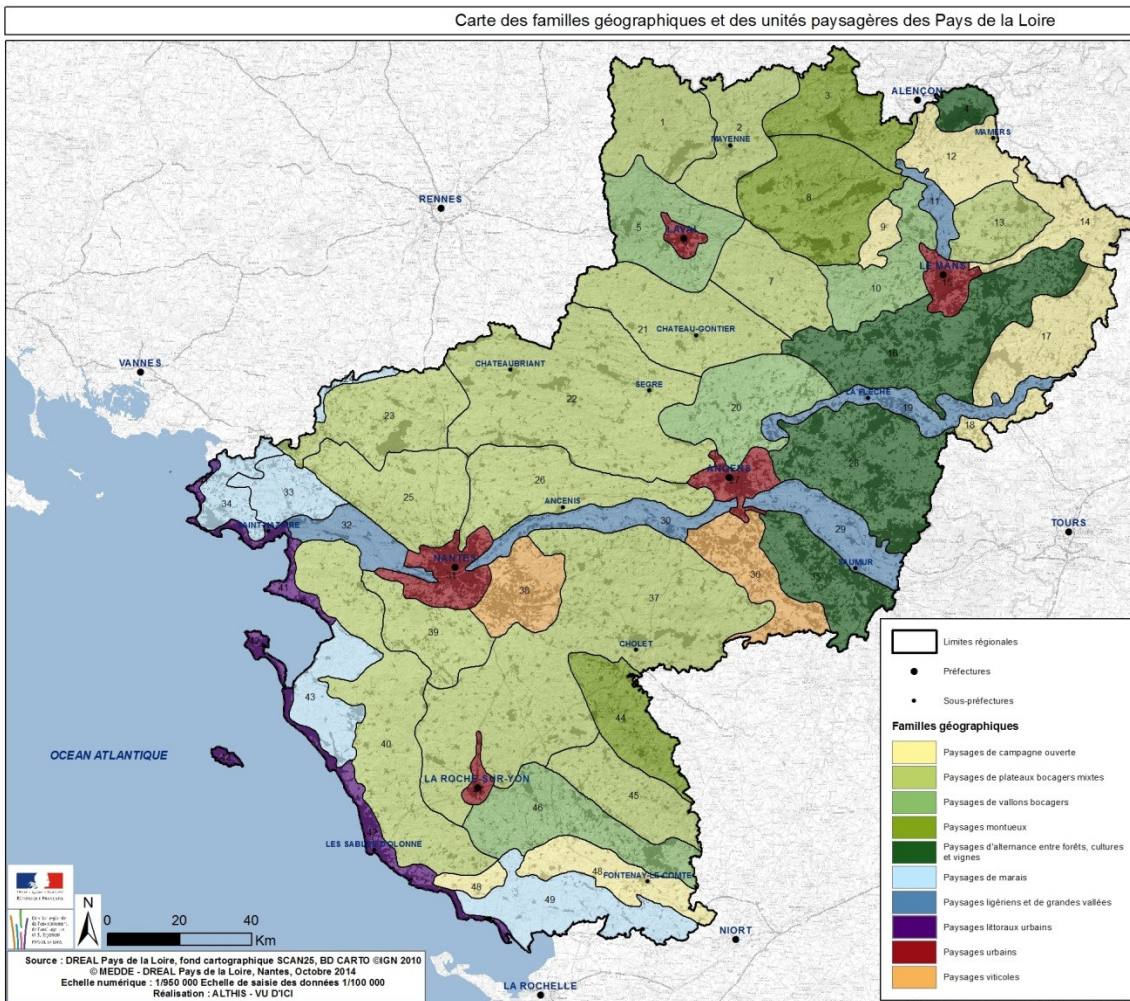 Carte des familles géographiques et des unités paysagères des Pays de la Loire
ALENÇON
4
3
MAMERS
1
2
MAYENNE
12
RENNES
11
8
13
14
9
5
LAVAL
LE MANS
15
7
10
21
CHATEAU-GONTIER
17
VANNES
CHATEAUBRIANT
16
SEGRE
22
LA FLECHE
19
23
20
18
28
ANGERS
26
33
25
34
ANCENIS
30
29
SAINT-NAZAIRE
32
TOURS
NANTES
31
SAUMUR
36
35
38
41
37
39
CHOLET
43
44
OCEAN ATLANTIQUE
40
LA ROCHE-SUR-YON
45
46
42
LES SABLES D'OLONNE
48
FONTENAY-LE-COMTE
48
49
NIORT
LA ROCHELLE
Limites régionales
Préfectures
Sous-préfectures
Familles géographiques
Paysages de campagne ouverte
Paysages de plateaux bocagers mixtes
Paysages de vallons bocagers
Paysages montueux
Paysages d'alternance entre forêts, cultures
et vignes
Paysages de marais
Paysages ligériens et de grandes vallées
Paysages littoraux urbains
Paysages urbains
Paysages viticoles
N
0 20 40
Km
Source : DREAL Pays de la Loire, fond cartographique SCAN25, BD CARTO ©IGN 2010
© MEDDE - DREAL Pays de la Loire, Nantes, Octobre 2014
Echelle numérique : 1/950 000 Echelle de saisie des données 1/100 000
Réalisation : ALTHIS - VU D'ICI